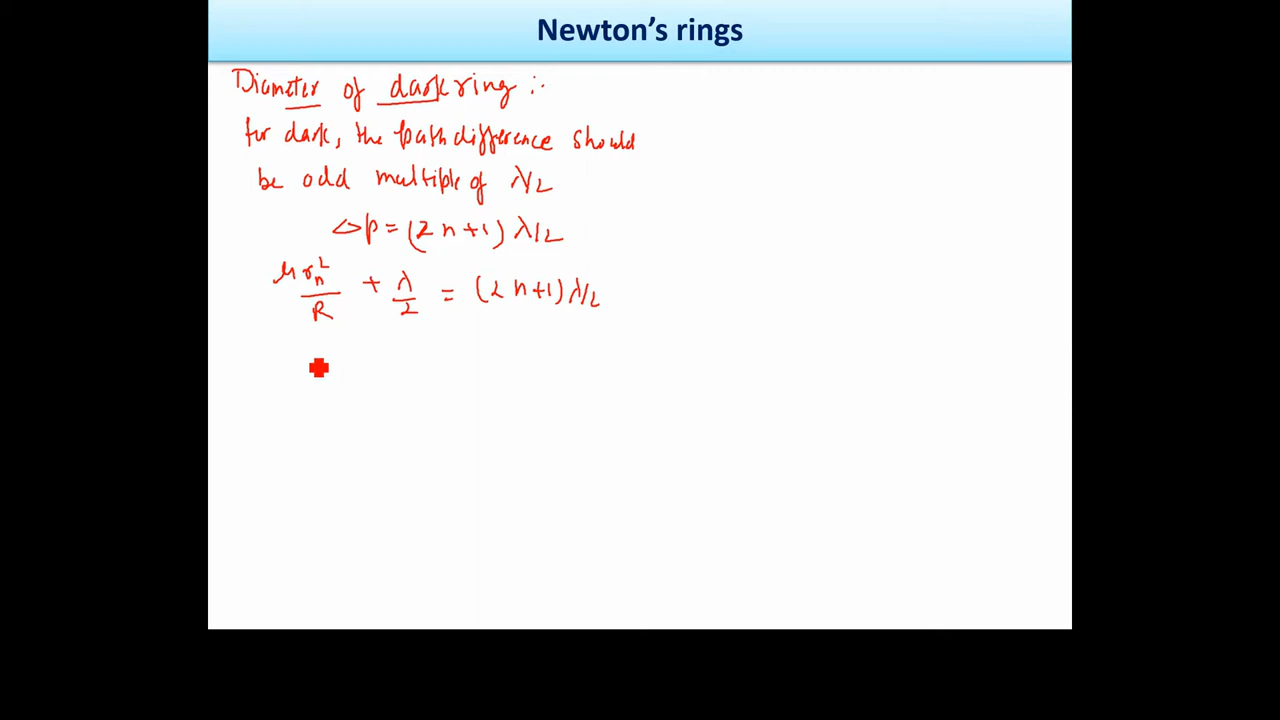 Newton's rings
Diameter of dark ring :-
for dark, the path difference should
be odd multiple of λ/2
Δp = (2n+1) λ/2
μr_n²/R + λ/2 = (2n+1) λ/2